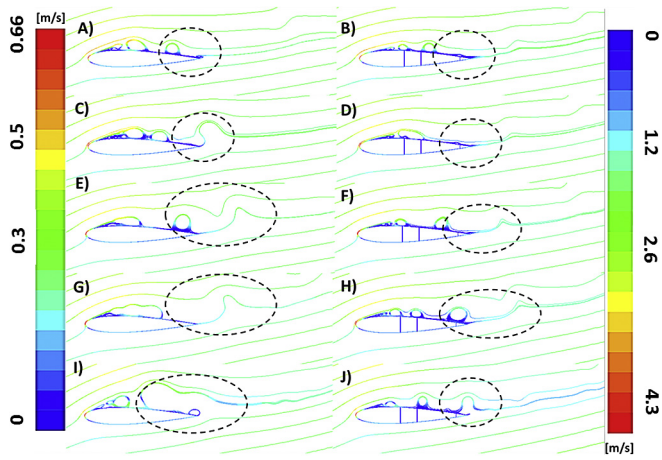 [m/s]
0.66
0.5
0.3
0
A)
B)
C)
D)
E)
F)
G)
H)
I)
J)
0
1.2
2.6
4.3
[m/s]